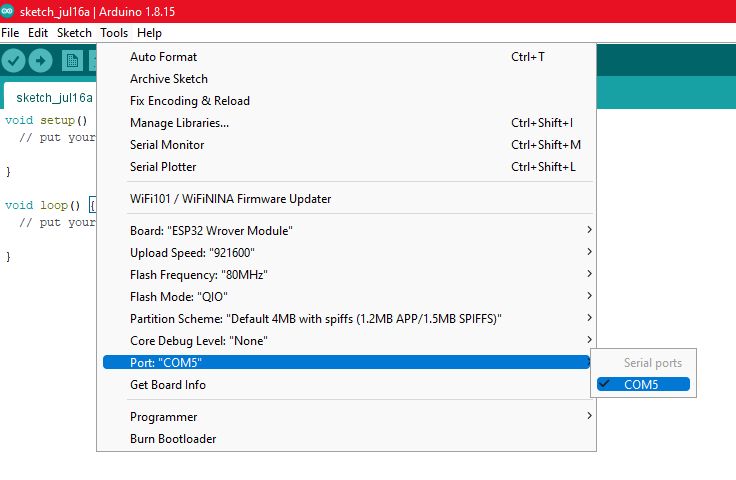 sketch_jul16a | Arduino 1.8.15
File Edit Sketch Tools Help
Auto Format Ctrl+T
Archive Sketch
sketch_jul16a
Fix Encoding & Reload
void setup()
Manage Libraries... Ctrl+Shift+I
// put your
Serial Monitor Ctrl+Shift+M
Serial Plotter Ctrl+Shift+L
}
WiFi101 / WiFiNINA Firmware Updater
void loop() {
// put your
Board: "ESP32 Wrover Module"
Upload Speed: "921600"
}
Flash Frequency: "80MHz"
Flash Mode: "QIO"
Partition Scheme: "Default 4MB with spiffs (1.2MB APP/1.5MB SPIFFS)"
Core Debug Level: "None"
Port: "COM5"
Serial ports
COM5
Get Board Info
Programmer
Burn Bootloader